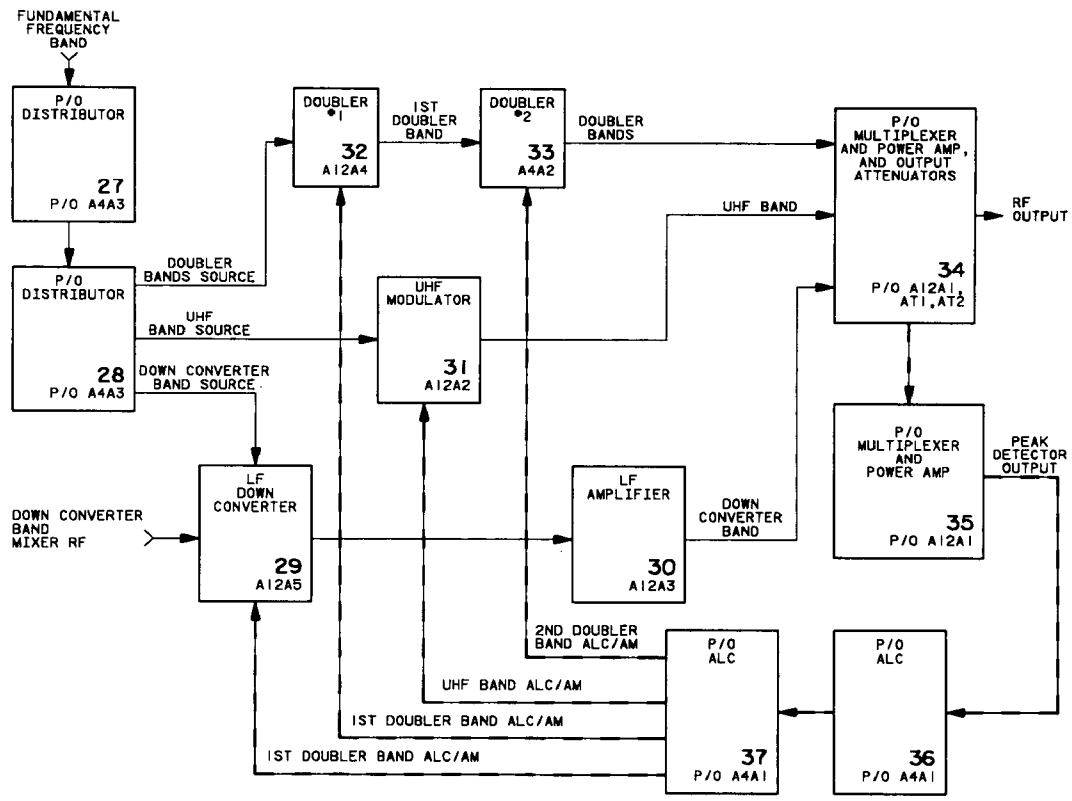 FUNDAMENTAL
FREQUENCY
BAND
P/O
DISTRIBUTOR
27
P/O A4A3
P/O
DISTRIBUTOR
28
P/O A4A3
DOUBLER
BANDS SOURCE
UHF
BAND SOURCE
DOWN CONVERTER
BAND SOURCE
DOUBLER
•1
32
A12A4
1ST
DOUBLER
BAND
DOUBLER
•2
33
A4A2
DOUBLER
BANDS
P/O
MULTIPLEXER
AND POWER AMP,
AND OUTPUT
ATTENUATORS
34
P/O A12A1,
AT1,AT2
RF
OUTPUT
UHF BAND
UHF
MODULATOR
31
A12A2
DOWN CONVERTER
BAND
MIXER RF
LF
DOWN
CONVERTER
29
A12A5
LF
AMPLIFIER
30
A12A3
DOWN
CONVERTER
BAND
P/O
MULTIPLEXER
AND
POWER AMP
35
P/O A12A1
PEAK
DETECTOR
OUTPUT
2ND DOUBLER
BAND ALC/AM
UHF BAND ALC/AM
1ST DOUBLER BAND ALC/AM
1ST DOUBLER BAND ALC/AM
P/O
ALC
37
P/O A4A1
P/O
ALC
36
P/O A4A1